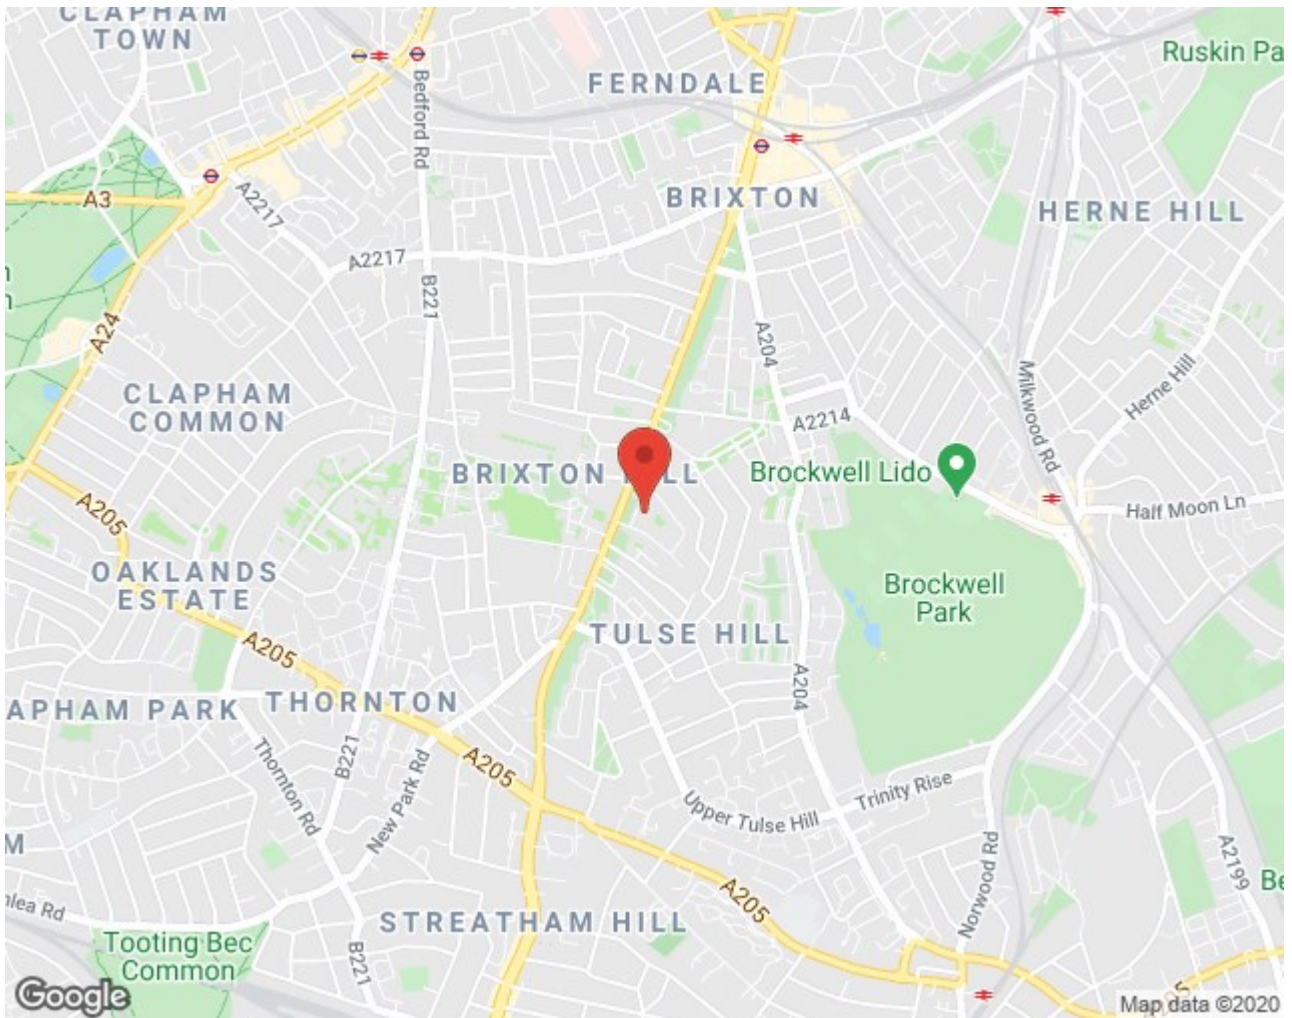 CLAPHAM
TOWN
Ruskin Pa
FERNDALE
Bedford Rd
A3
A2217
BRIXTON
HERNE HILL
A2217
B221
A24
A204
Milkwood Rd
Herne Hill
CLAPHAM
COMMON
A2214
BRIXTON HILL
Brockwell Lido
A205
Half Moon Ln
OAKLANDS
ESTATE
Brockwell
Park
TULSE HILL
A205
A204
APHAM PARK
THORNTON
B221
Thornton Rd
New Park Rd
A205
Upper Tulse Hill
Trinity Rise
M
Norwood Rd
A2199
Be
A205
nlea Rd
STREATHAM HILL
Tooting Bec
Common
B221
A205
Google
Map data ©2020